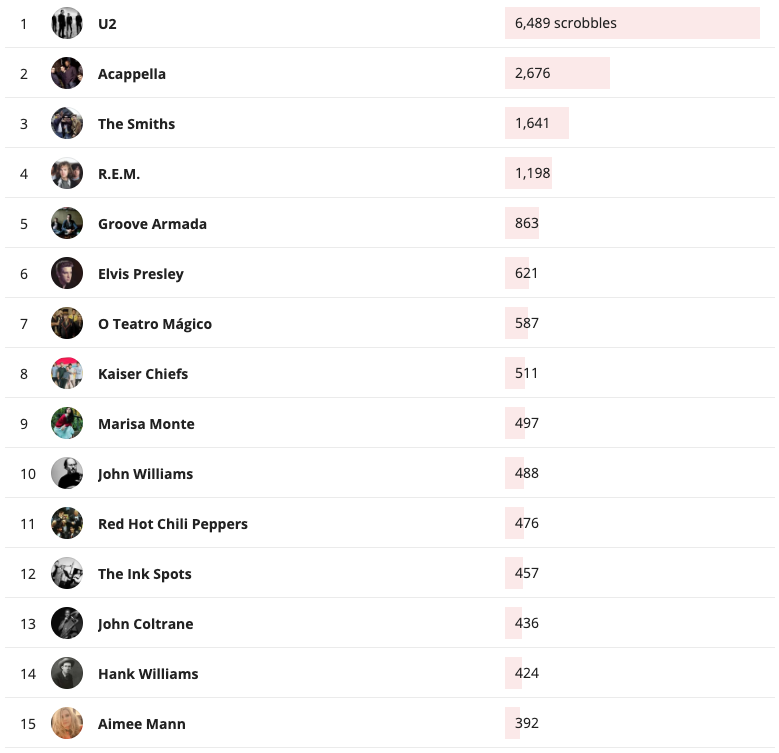 1 U2 6,489 scrobbles
2 Acappella 2,676
3 The Smiths 1,641
4 R.E.M. 1,198
5 Groove Armada 863
6 Elvis Presley 621
7 O Teatro Mágico 587
8 Kaiser Chiefs 511
9 Marisa Monte 497
10 John Williams 488
11 Red Hot Chili Peppers 476
12 The Ink Spots 457
13 John Coltrane 436
14 Hank Williams 424
15 Aimee Mann 392